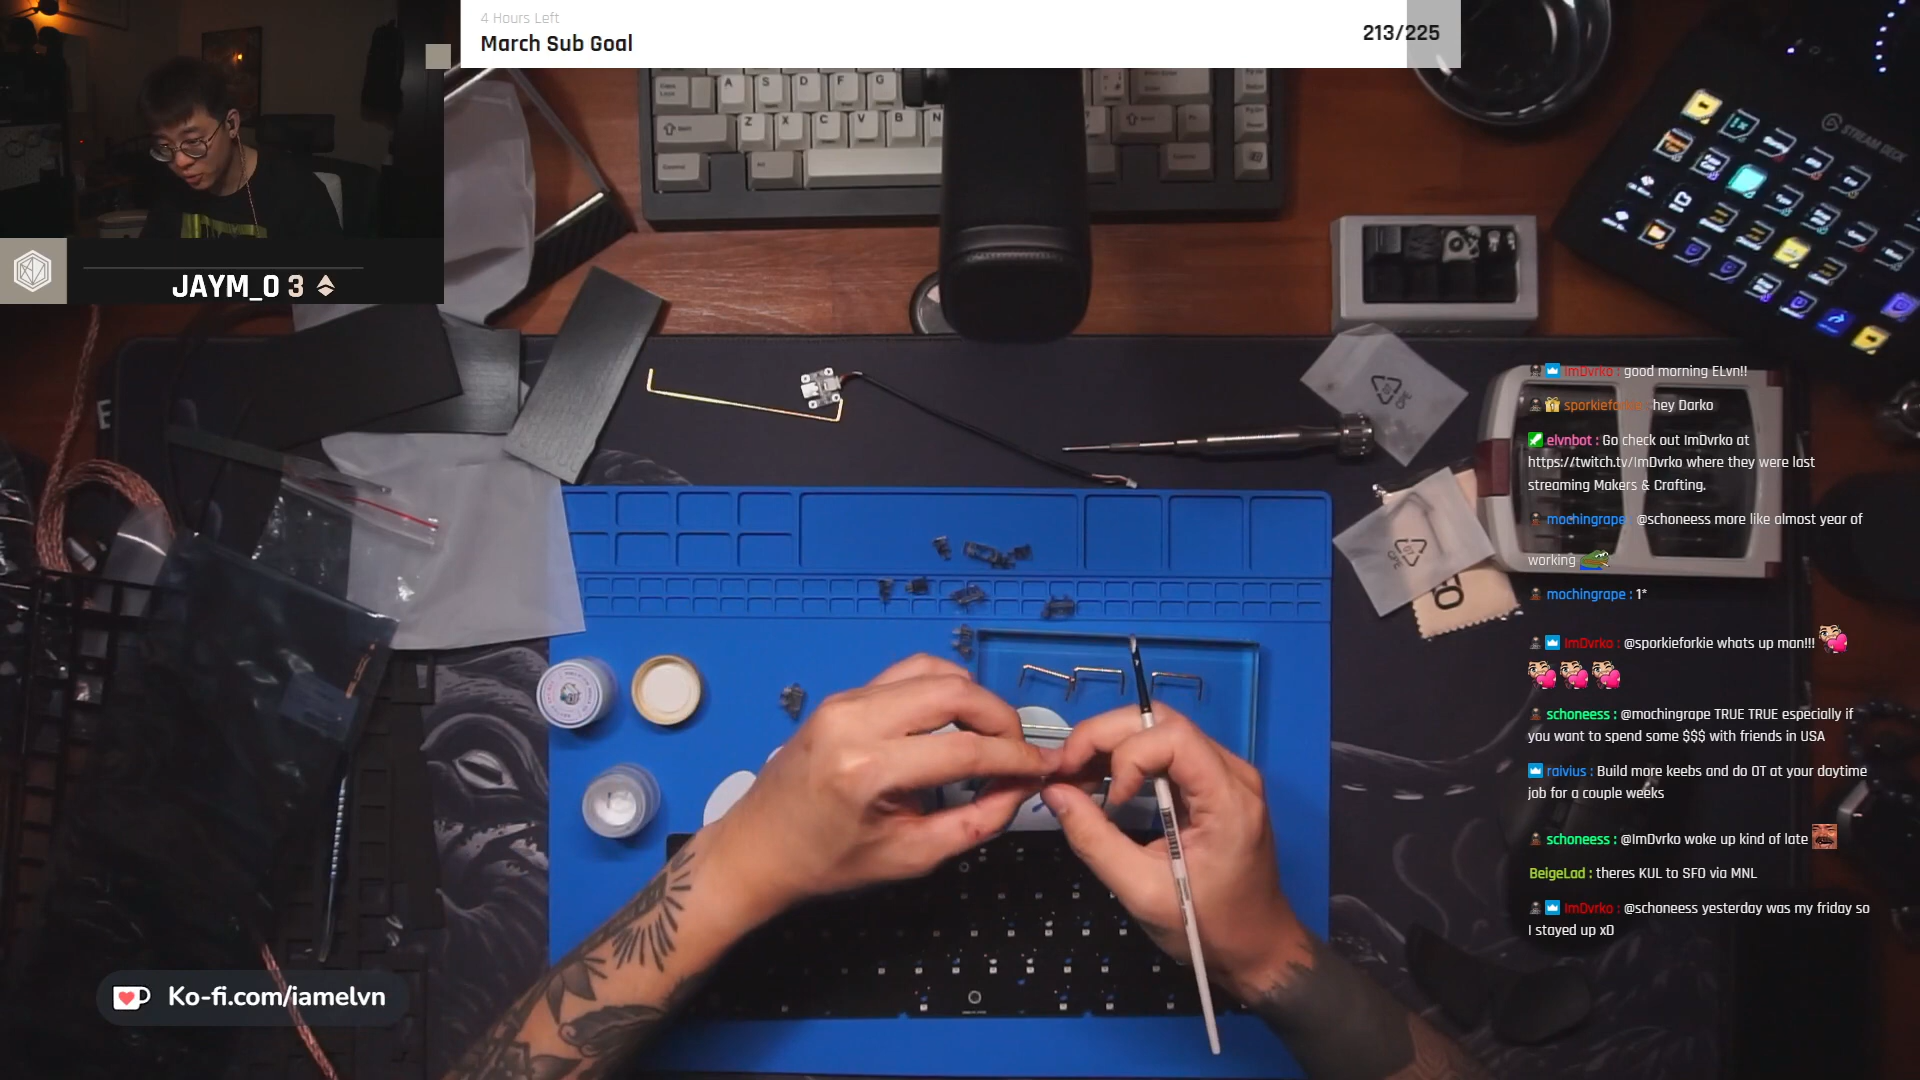 4 Hours Left
March Sub Goal
213/225
JAYM_0 3
STREAM DECK
A S D F G
Z X C V B N
ImDvrko : good morning ELvn!!
hey Darko
elvnbot : Go check out ImDvrko at
https://twitch.tv/ImDvrko where they were last
streaming Makers & Crafting.
mochingrape @schoneess more like almost year of
working
mochingrape : 1*
ImDvrko : @sporkieforkie whats up man!!!
schoneess : @mochingrape TRUE TRUE especially if
you want to spend some $$$ with friends in USA
raivius : Build more keebs and do OT at your daytime
job for a couple weeks
schoneess : @ImDvrko woke up kind of late
BeigeLad : theres KUL to SFO via MNL
ImDvrko : @schoneess yesterday was my friday so
I stayed up xD
Ko-fi.com/iamelvn